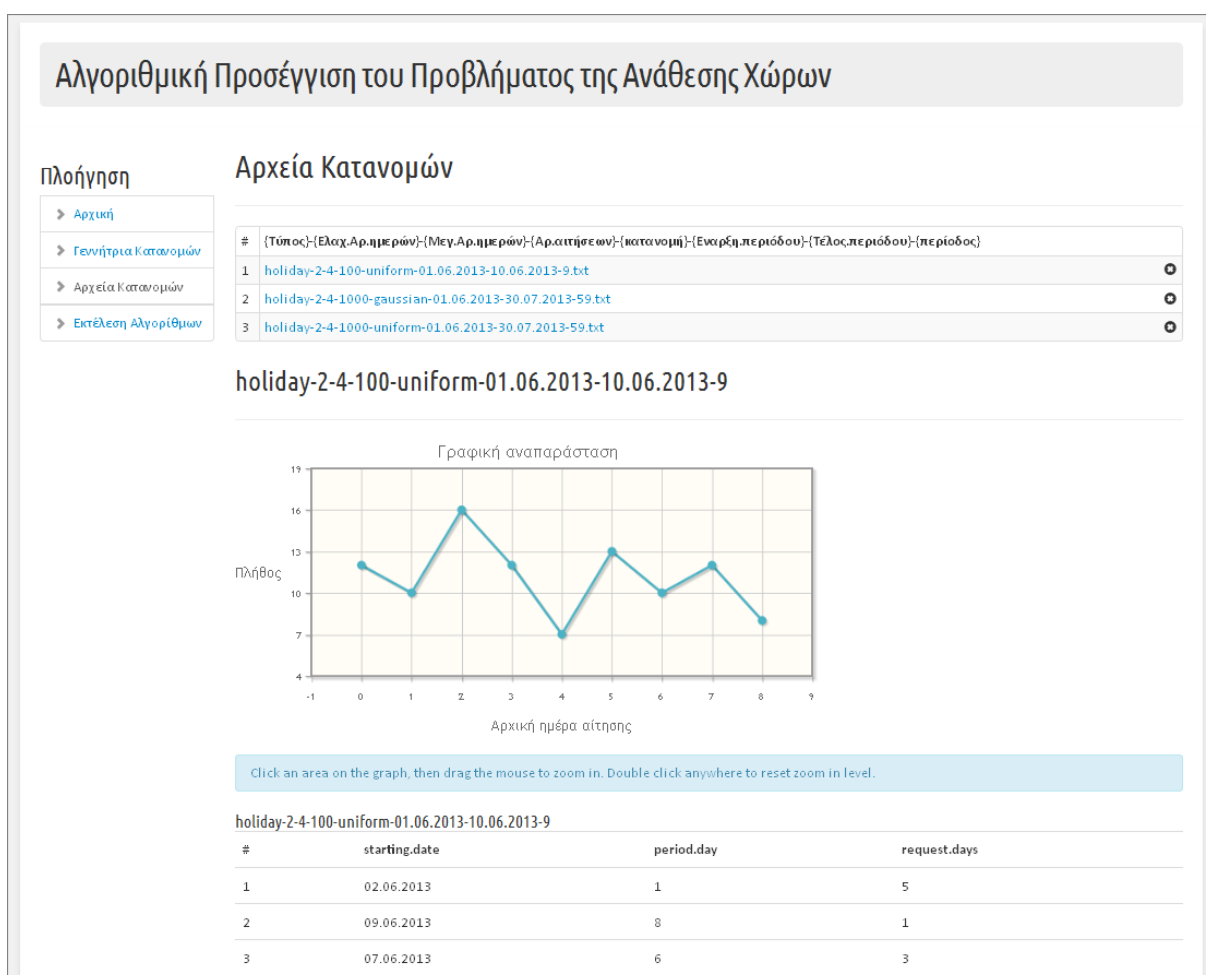 Αλγοριθμική Προσέγγιση του Προβλήματος της Ανάθεσης Χώρων
Πλοήγηση
Αρχική
Γεννήτρια Κατανομών
Αρχεία Κατανομών
Εκτέλεση Αλγορίθμων
Αρχεία Κατανομών
# {Τύπος}-{Ελαχ.Αρ.ημερών}-{Μεγ.Αρ.ημερών}-{Αρ.αιτήσεων}-{κατανομή}-{Εναρξη.περιόδου}-{Τέλος.περιόδου}-{περίοδος}
1 holiday-2-4-100-uniform-01.06.2013-10.06.2013-9.txt
2 holiday-2-4-1000-gaussian-01.06.2013-30.07.2013-59.txt
3 holiday-2-4-1000-uniform-01.06.2013-30.07.2013-59.txt
holiday-2-4-100-uniform-01.06.2013-10.06.2013-9
Γραφική αναπαράσταση
19
16
13
Πλήθος
10
7
4
-1 0 1 2 3 4 5 6 7 8 9
Αρχική ημέρα αίτησης
Click an area on the graph, then drag the mouse to zoom in. Double click anywhere to reset zoom in level.
holiday-2-4-100-uniform-01.06.2013-10.06.2013-9
# starting.date period.day request.days
1 02.06.2013 1 5
2 09.06.2013 8 1
3 07.06.2013 6 3